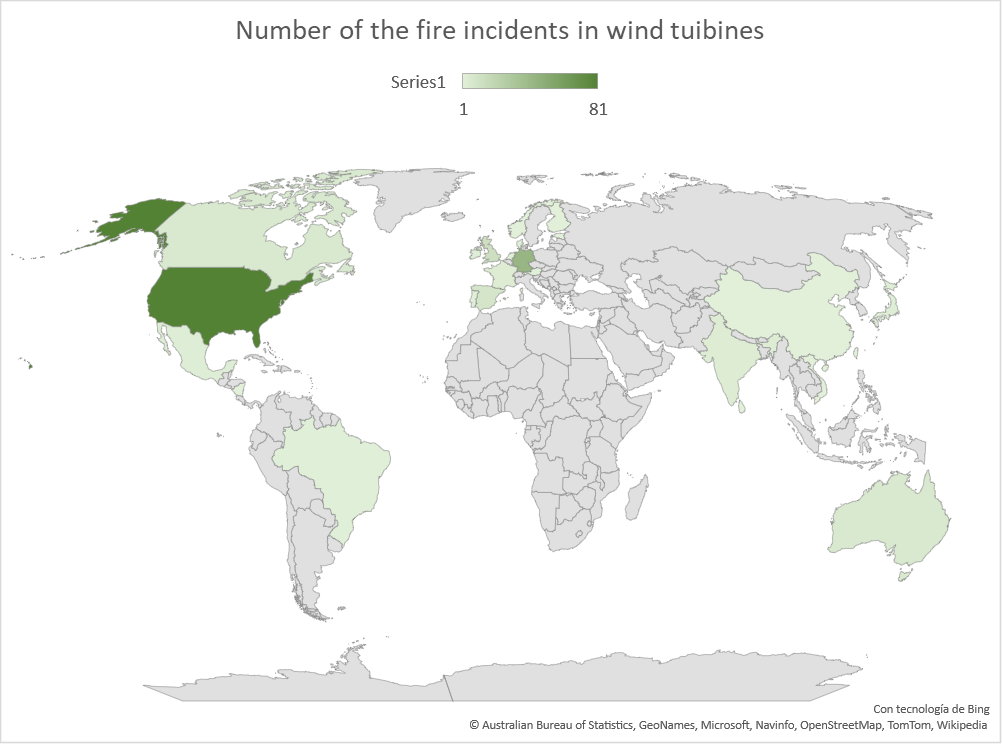 Number of the fire incidents in wind tuibines
Series1
1 81
Con tecnología de Bing
© Australian Bureau of Statistics, GeoNames, Microsoft, Navinfo, OpenStreetMap, TomTom, Wikipedia